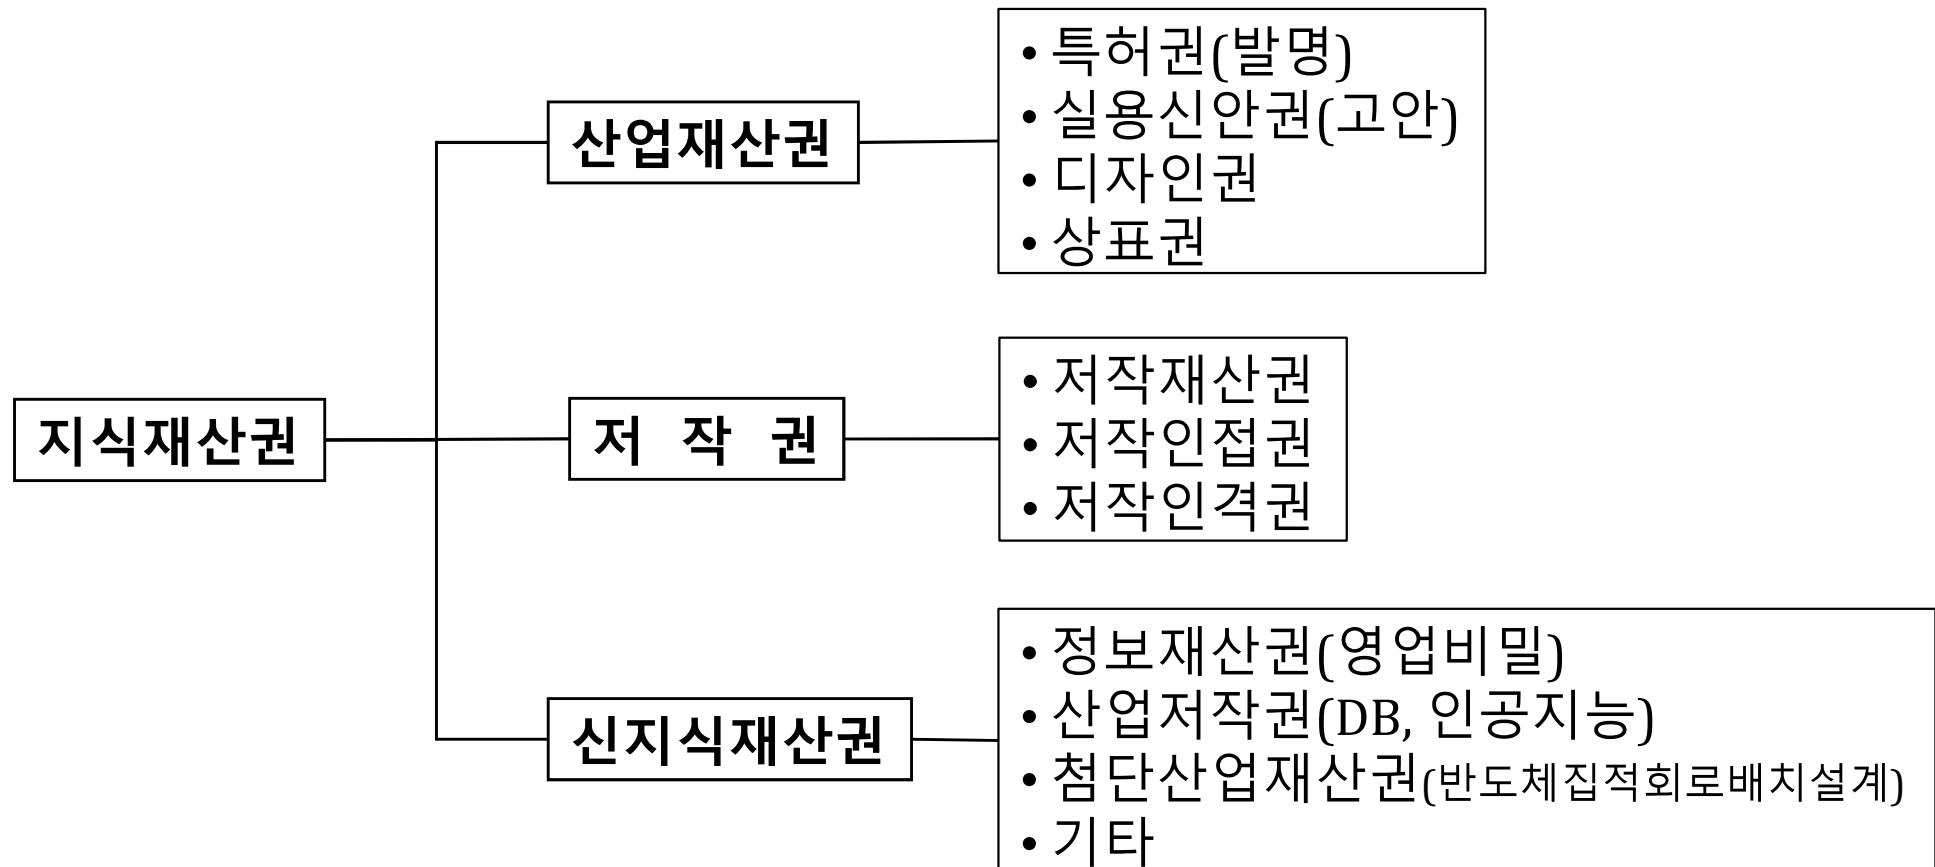 지식재산권
산업재산권
• 특허권(발명)
• 실용신안권(고안)
• 디자인권
• 상표권
저 작 권
• 저작재산권
• 저작인접권
• 저작인격권
신지식재산권
• 정보재산권(영업비밀)
• 산업저작권(DB, 인공지능)
• 첨단산업재산권(반도체집적회로배치설계)
• 기타